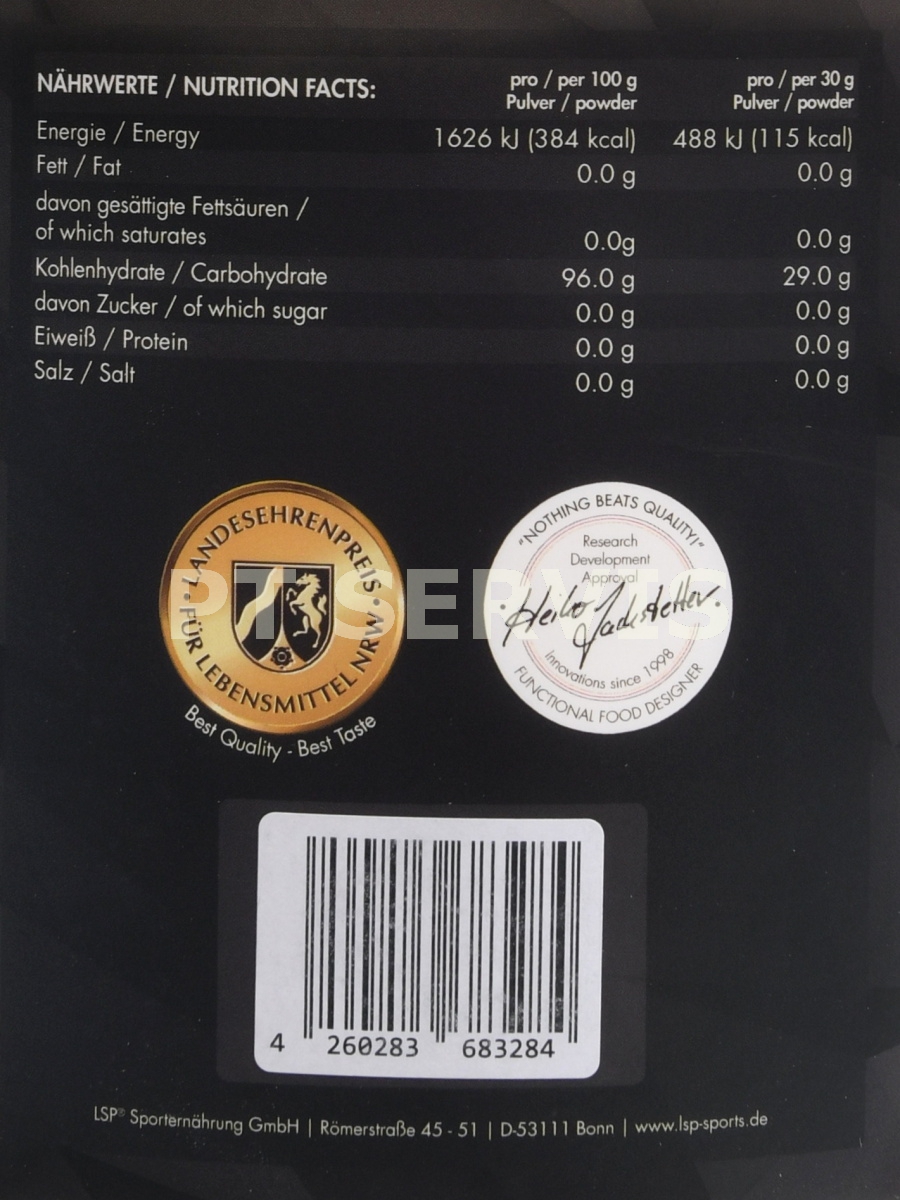 NÄHRWERTE / NUTRITION FACTS: pro / per 100 g pro / per 30 g
Pulver / powder Pulver / powder
Energie / Energy 1626 kJ (384 kcal) 488 kJ (115 kcal)
Fett / Fat 0.0 g 0.0 g
davon gesättigte Fettsäuren /
of which saturates 0.0g 0.0 g
Kohlenhydrate / Carbohydrate 96.0 g 29.0 g
davon Zucker / of which sugar 0.0 g 0.0 g
Eiweiß / Protein 0.0 g 0.0 g
Salz / Salt 0.0 g 0.0 g
• LANDESEHRENPREIS •
FÜR LEBENSMITTEL NRW
Best Quality - Best Taste
"NOTHING BEATS QUALITY!"
Research
Development
Approval
Heiko Jackstetter
Innovations since 1998
FUNCTIONAL FOOD DESIGNER
PT SERVIS
4 260283 683284
LSP® Sporternährung GmbH | Römerstraße 45 - 51 | D-53111 Bonn | www.lsp-sports.de